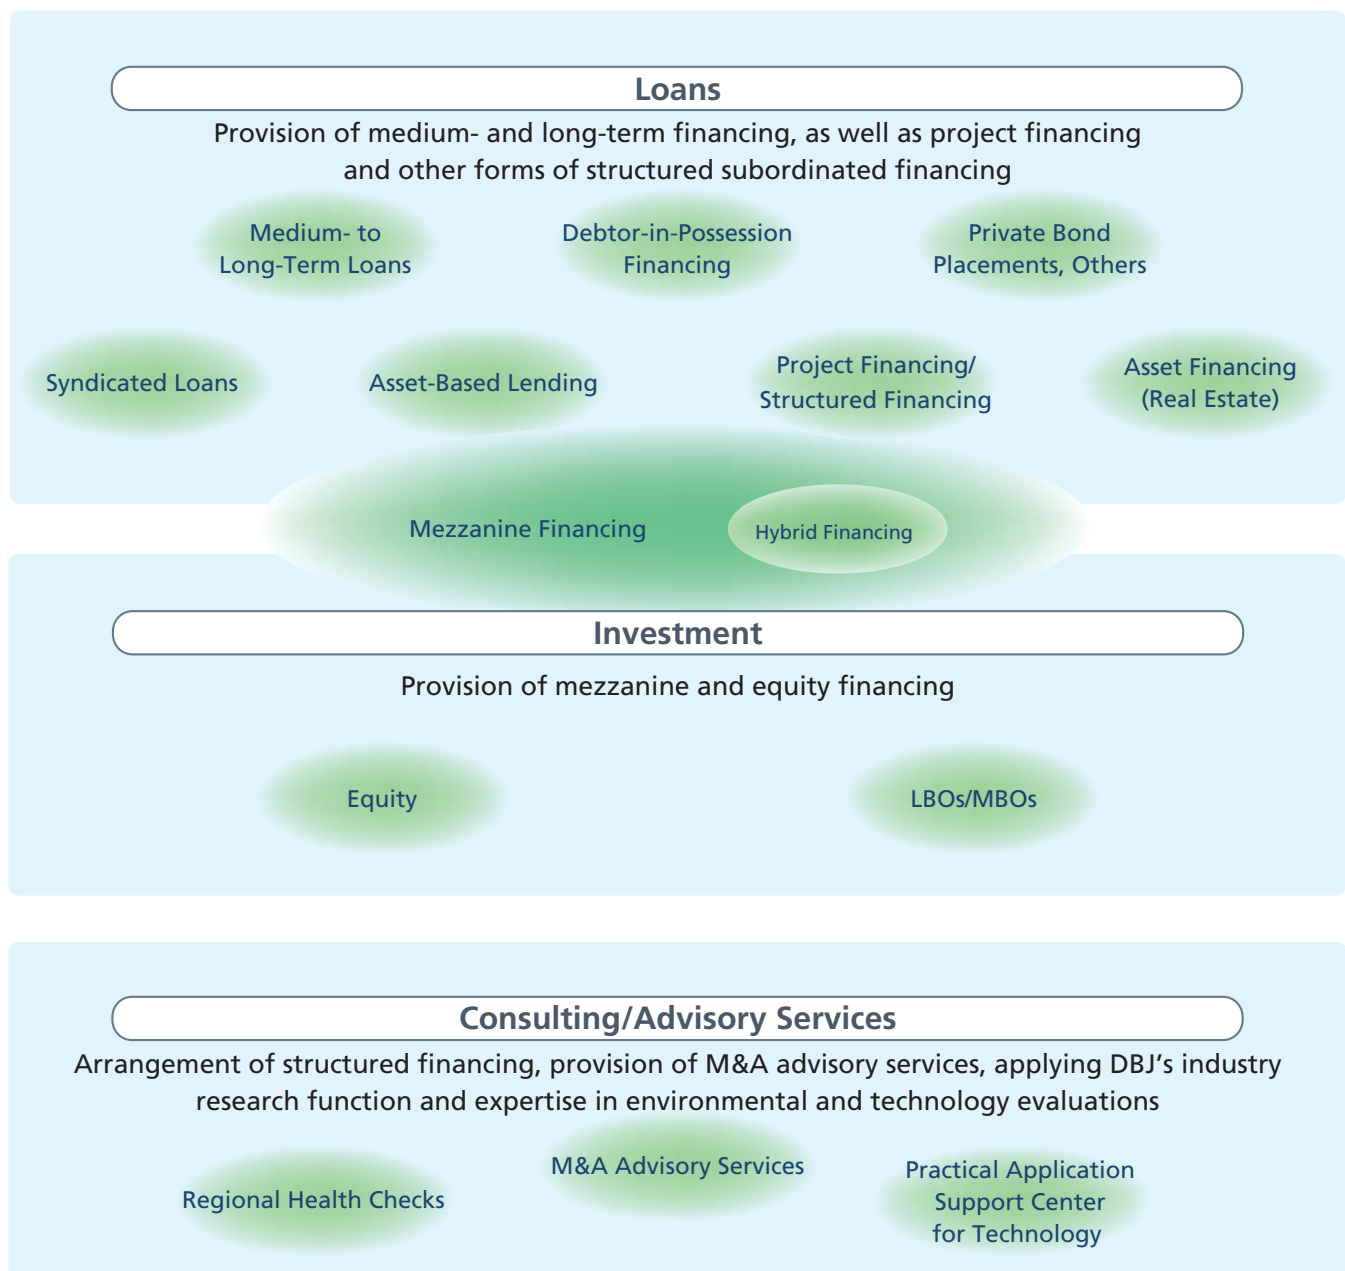 Loans
Provision of medium- and long-term financing, as well as project financing
and other forms of structured subordinated financing
Medium- to
Long-Term Loans
Debtor-in-Possession
Financing
Private Bond
Placements, Others
Syndicated Loans
Asset-Based Lending
Project Financing/
Structured Financing
Asset Financing
(Real Estate)
Mezzanine Financing
Hybrid Financing
Investment
Provision of mezzanine and equity financing
Equity
LBOs/MBOs
Consulting/Advisory Services
Arrangement of structured financing, provision of M&A advisory services, applying DBJ’s industry
research function and expertise in environmental and technology evaluations
Regional Health Checks
M&A Advisory Services
Practical Application
Support Center
for Technology